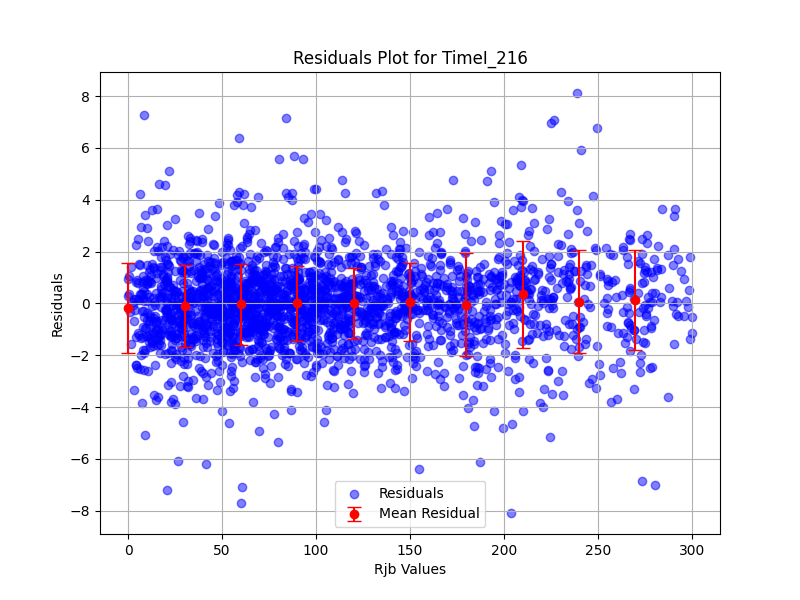 Residuals Plot for TimeI_216
Residuals
8
6
4
2
0
−2
−4
−6
−8
0 50 100 150 200 250 300
Rjb Values
Residuals
Mean Residual